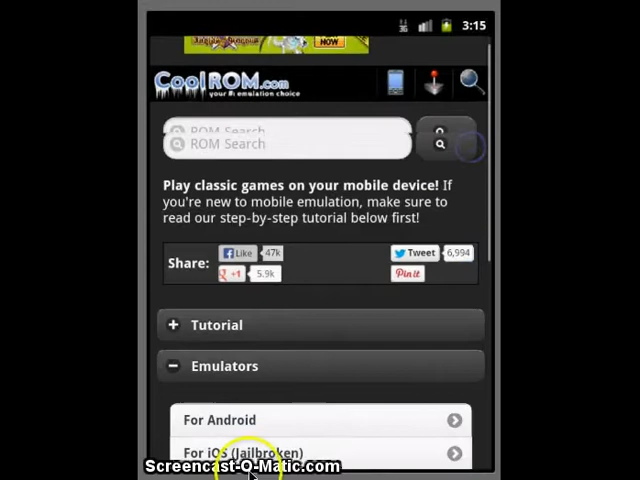 3G 3:15
NOW
CoolROM.com
your #1 emulation choice
ROM Search
ROM Search
Play classic games on your mobile device! If
you're new to mobile emulation, make sure to
read our step-by-step tutorial below first!
Share: Like 47k Tweet 6,994
+1 5.9k Pin it
Tutorial
Emulators
For Android
For iOS (Jailbroken)
Screencast-O-Matic.com